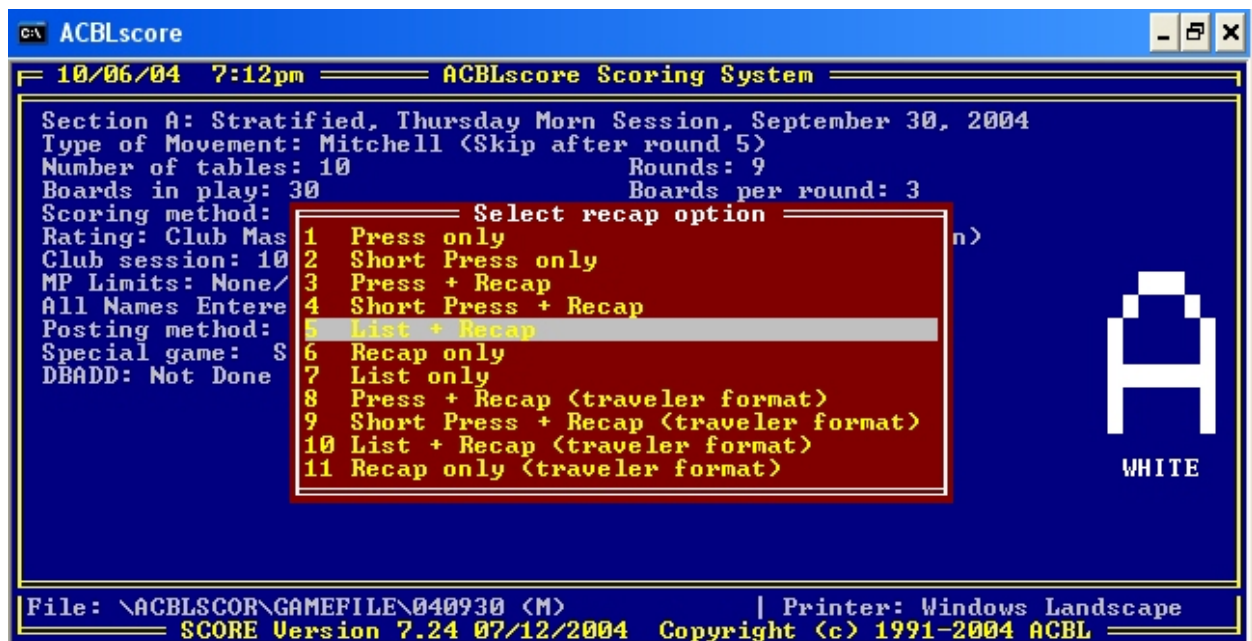 ACBLscore
10/06/04 7:12pm ACBLscore Scoring System
Section A: Stratified, Thursday Morn Session, September 30, 2004
Type of Movement: Mitchell (Skip after round 5)
Number of tables: 10 Rounds: 9
Boards in play: 30 Boards per round: 3
Scoring method:
Rating: Club Mas n)
Club session: 10
MP Limits: None/
All Names Entere
Posting method:
Special game: S
DBADD: Not Done
Select recap option
1 Press only
2 Short Press only
3 Press + Recap
4 Short Press + Recap
5 List + Recap
6 Recap only
7 List only
8 Press + Recap (traveler format)
9 Short Press + Recap (traveler format)
10 List + Recap (traveler format)
11 Recap only (traveler format)
A
WHITE
File: \ACBLSCOR\GAMEFILE\040930 (M) | Printer: Windows Landscape
SCORE Version 7.24 07/12/2004 Copyright (c) 1991-2004 ACBL